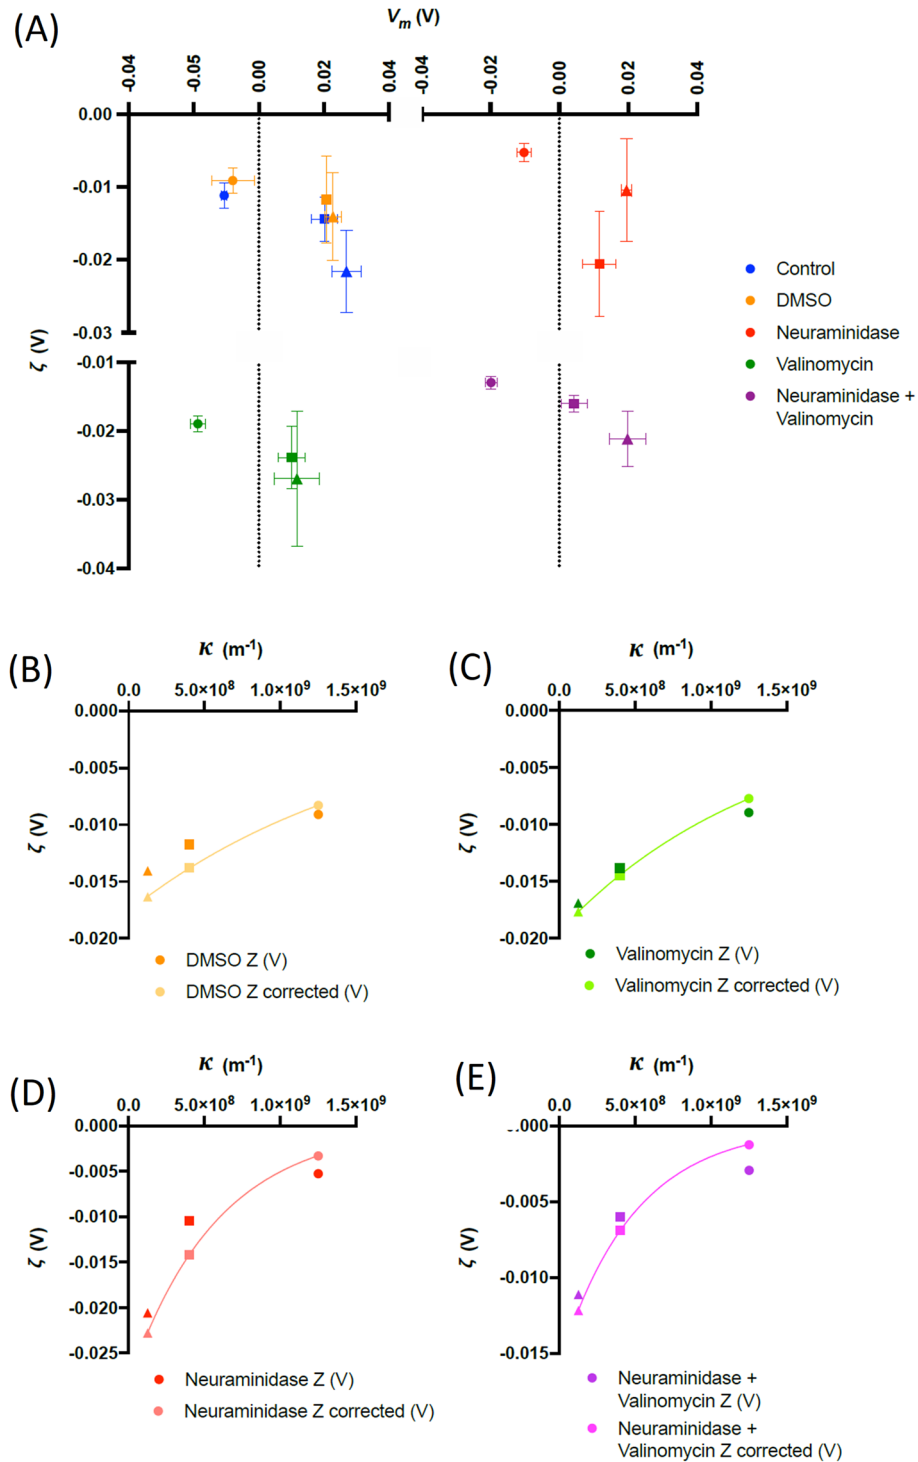 (A)
Vm (V)
-0.04 -0.05 0.00 0.02 0.04 -0.04 -0.02 0.00 0.02 0.04
0.00
-0.01
-0.02
-0.03
ζ (V)
-0.01
-0.02
-0.03
-0.04
Control
DMSO
Neuraminidase
Valinomycin
Neuraminidase +
Valinomycin
(B)
κ (m⁻¹)
0.0 5.0×10⁸ 1.0×10⁹ 1.5×10⁹
0.000
-0.005
-0.010
-0.015
-0.020
ζ (V)
DMSO Z (V)
DMSO Z corrected (V)
(C)
κ (m⁻¹)
0.0 5.0×10⁸ 1.0×10⁹ 1.5×10⁹
0.000
-0.005
-0.010
-0.015
-0.020
ζ (V)
Valinomycin Z (V)
Valinomycin Z corrected (V)
(D)
κ (m⁻¹)
0.0 5.0×10⁸ 1.0×10⁹ 1.5×10⁹
0.000
-0.005
-0.010
-0.015
-0.020
-0.025
ζ (V)
Neuraminidase Z (V)
Neuraminidase Z corrected (V)
(E)
κ (m⁻¹)
0.0 5.0×10⁸ 1.0×10⁹ 1.5×10⁹
-.000
-0.005
-0.010
-0.015
ζ (V)
Neuraminidase +
Valinomycin Z (V)
Neuraminidase +
Valinomycin Z corrected (V)